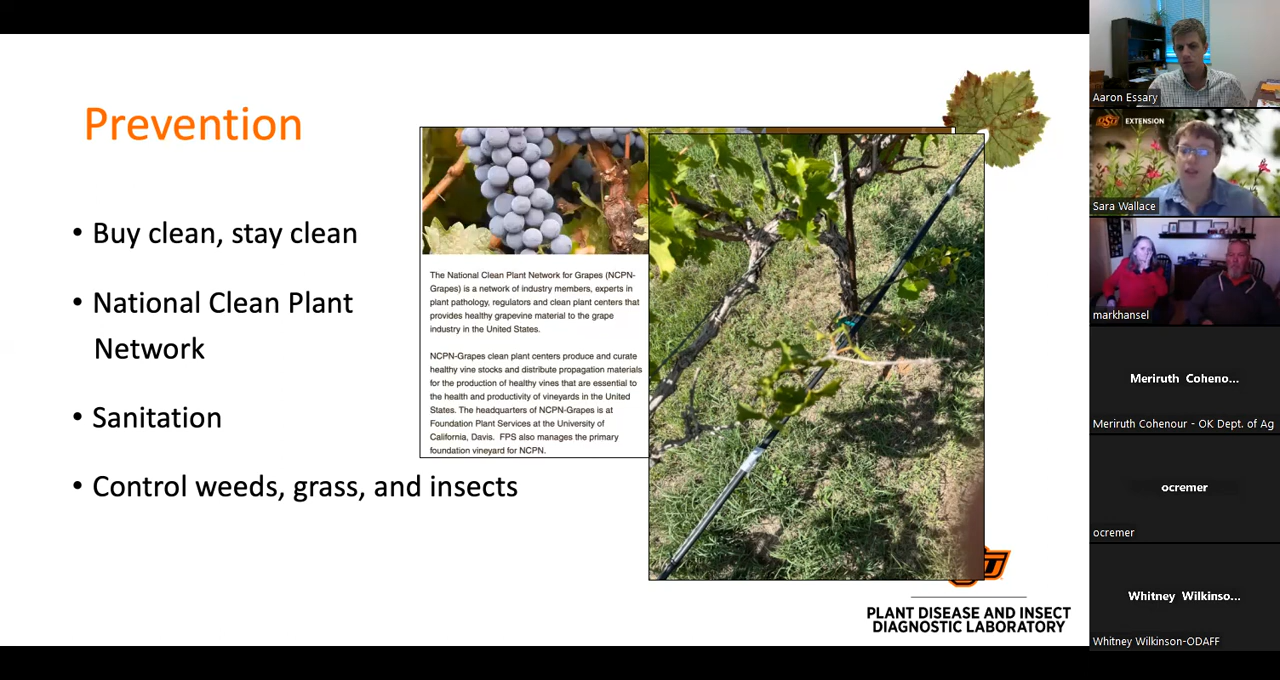 Prevention
• Buy clean, stay clean
• National Clean Plant
Network
• Sanitation
• Control weeds, grass, and insects
The National Clean Plant Network for Grapes (NCPN-
Grapes) is a network of industry members, experts in
plant pathology, regulators and clean plant centers that
provides healthy grapevine material to the grape
industry in the United States.
NCPN-Grapes clean plant centers produce and curate
healthy vine stocks and distribute propagation materials
for the production of healthy vines that are essential to
the health and productivity of vineyards in the United
States. The headquarters of NCPN-Grapes is at
Foundation Plant Services at the University of
California, Davis. FPS also manages the primary
foundation vineyard for NCPN.
PLANT DISEASE AND INSECT
DIAGNOSTIC LABORATORY
Aaron Essary
EXTENSION
Sara Wallace
markhansel
Meriruth Coheno...
Meriruth Cohenour - OK Dept. of Ag
ocremer
ocremer
Whitney Wilkinso...
Whitney Wilkinson-ODAFF